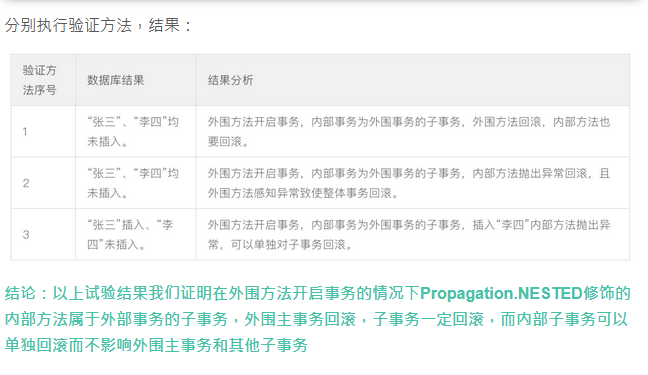 分别执行验证方法，结果：
验证方 数据库结果 结果分析
法序号
“张三”、“李四”均 外围方法开启事务，内部事务为外围事务的子事务，外围方法回滚，内部方法也
1
未插入。 要回滚。
“张三”、“李四”均 外围方法开启事务，内部事务为外围事务的子事务，内部方法抛出异常回滚，且
2
未插入。 外围方法感知异常致使整体事务回滚。
“张三”插入、“李 外围方法开启事务，内部事务为外围事务的子事务，插入“李四”内部方法抛出异
3
四”未插入。 常，可以单独对子事务回滚。
结论：以上试验结果我们证明在外围方法开启事务的情况下Propagation.NESTED修饰的
内部方法属于外部事务的子事务，外围主事务回滚，子事务一定回滚，而内部子事务可以
单独回滚而不影响外围主事务和其他子事务